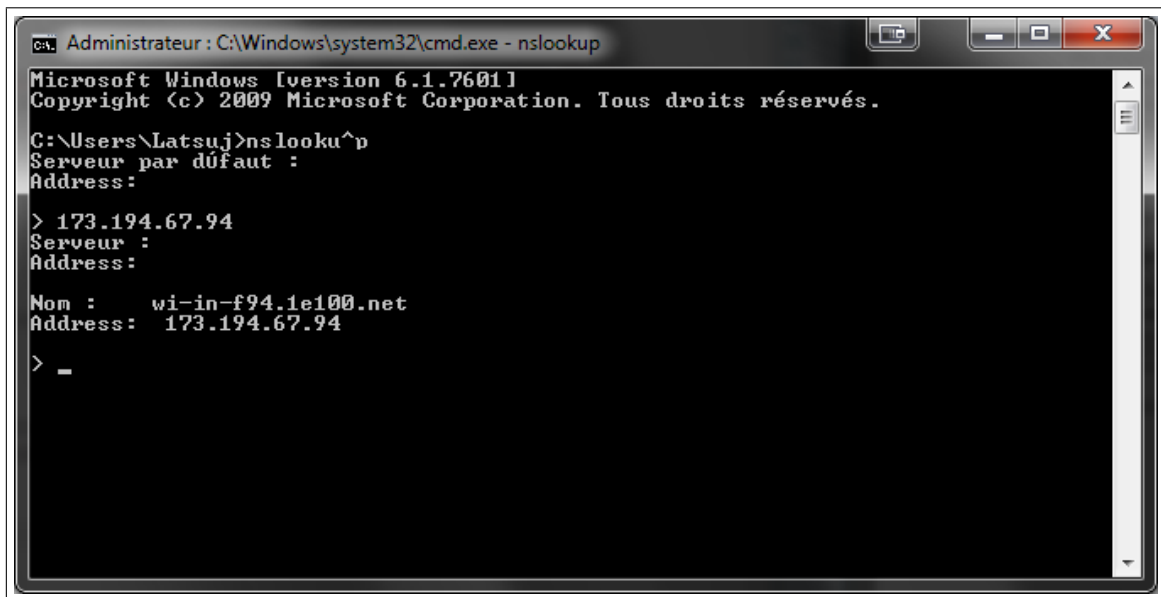 Administrateur : C:\Windows\system32\cmd.exe - nslookup
Microsoft Windows [version 6.1.7601]
Copyright (c) 2009 Microsoft Corporation. Tous droits réservés.
C:\Users\Latsuj>nslooku^p
Serveur par dÚfaut :
Address:
> 173.194.67.94
Serveur :
Address:
Nom :    wi-in-f94.1e100.net
Address:  173.194.67.94
> _